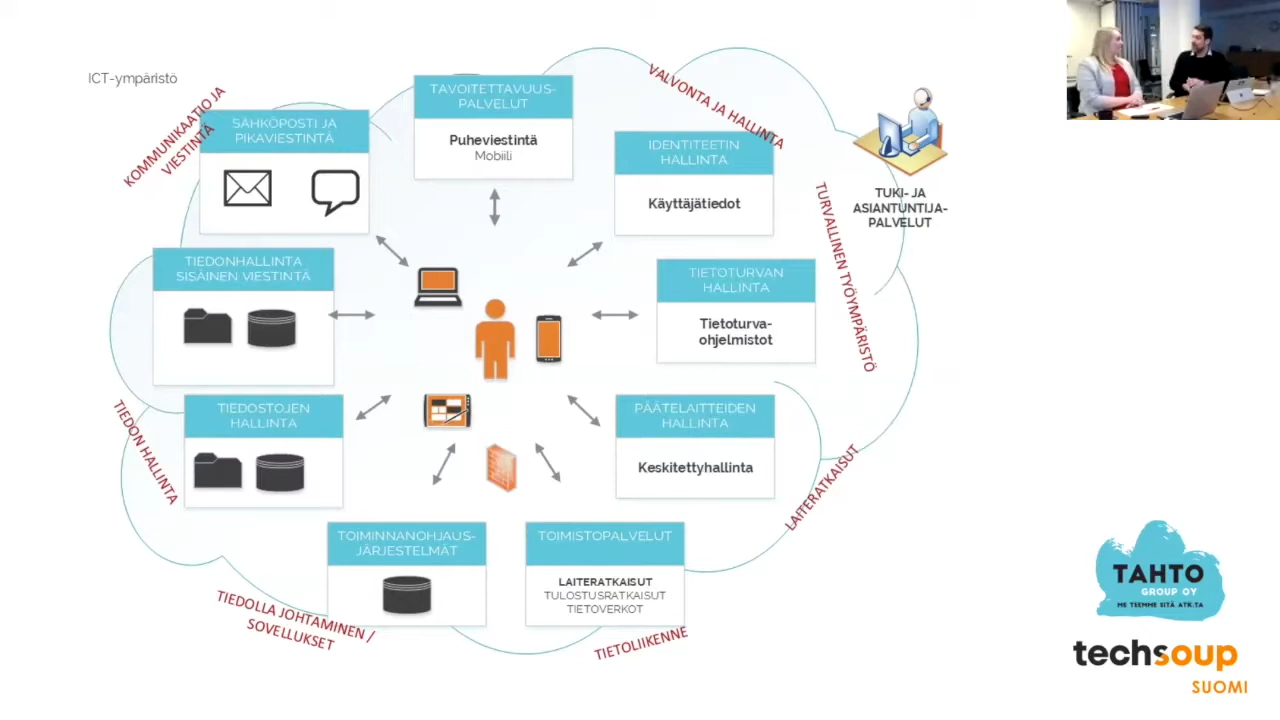 ICT-ympäristö
KOMMUNIKAATIO JA
VIESTINTÄ
SÄHKÖPOSTI JA
PIKAVIESTINTÄ
TAVOITETTAVUUS-
PALVELUT
Puheviestintä
Mobiili
VALVONTA JA HALLINTA
IDENTITEETIN
HALLINTA
Käyttäjätiedot
TUKI- JA
ASIANTUNTIJA-
PALVELUT
TURVALLINEN TYÖYMPÄRISTÖ
TIEDONHALLINTA
SISÄINEN VIESTINTÄ
TIETOTURVAN
HALLINTA
Tietoturva-
ohjelmistot
TIEDON HALLINTA
TIEDOSTOJEN
HALLINTA
PÄÄTELAITTEIDEN
HALLINTA
Keskitettyhallinta
LAITERATKAISUT
TOIMINNANOHJAUS-
JÄRJESTELMÄT
TOIMISTOPALVELUT
LAITERATKAISUT
TULOSTUSRATKAISUT
TIETOVERKOT
TIEDOLLA JOHTAMINEN /
SOVELLUKSET
TIETOLIIKENNE
TAHTO
GROUP OY
ME TEEMME SIITÄ ATK:TA
techsoup
SUOMI